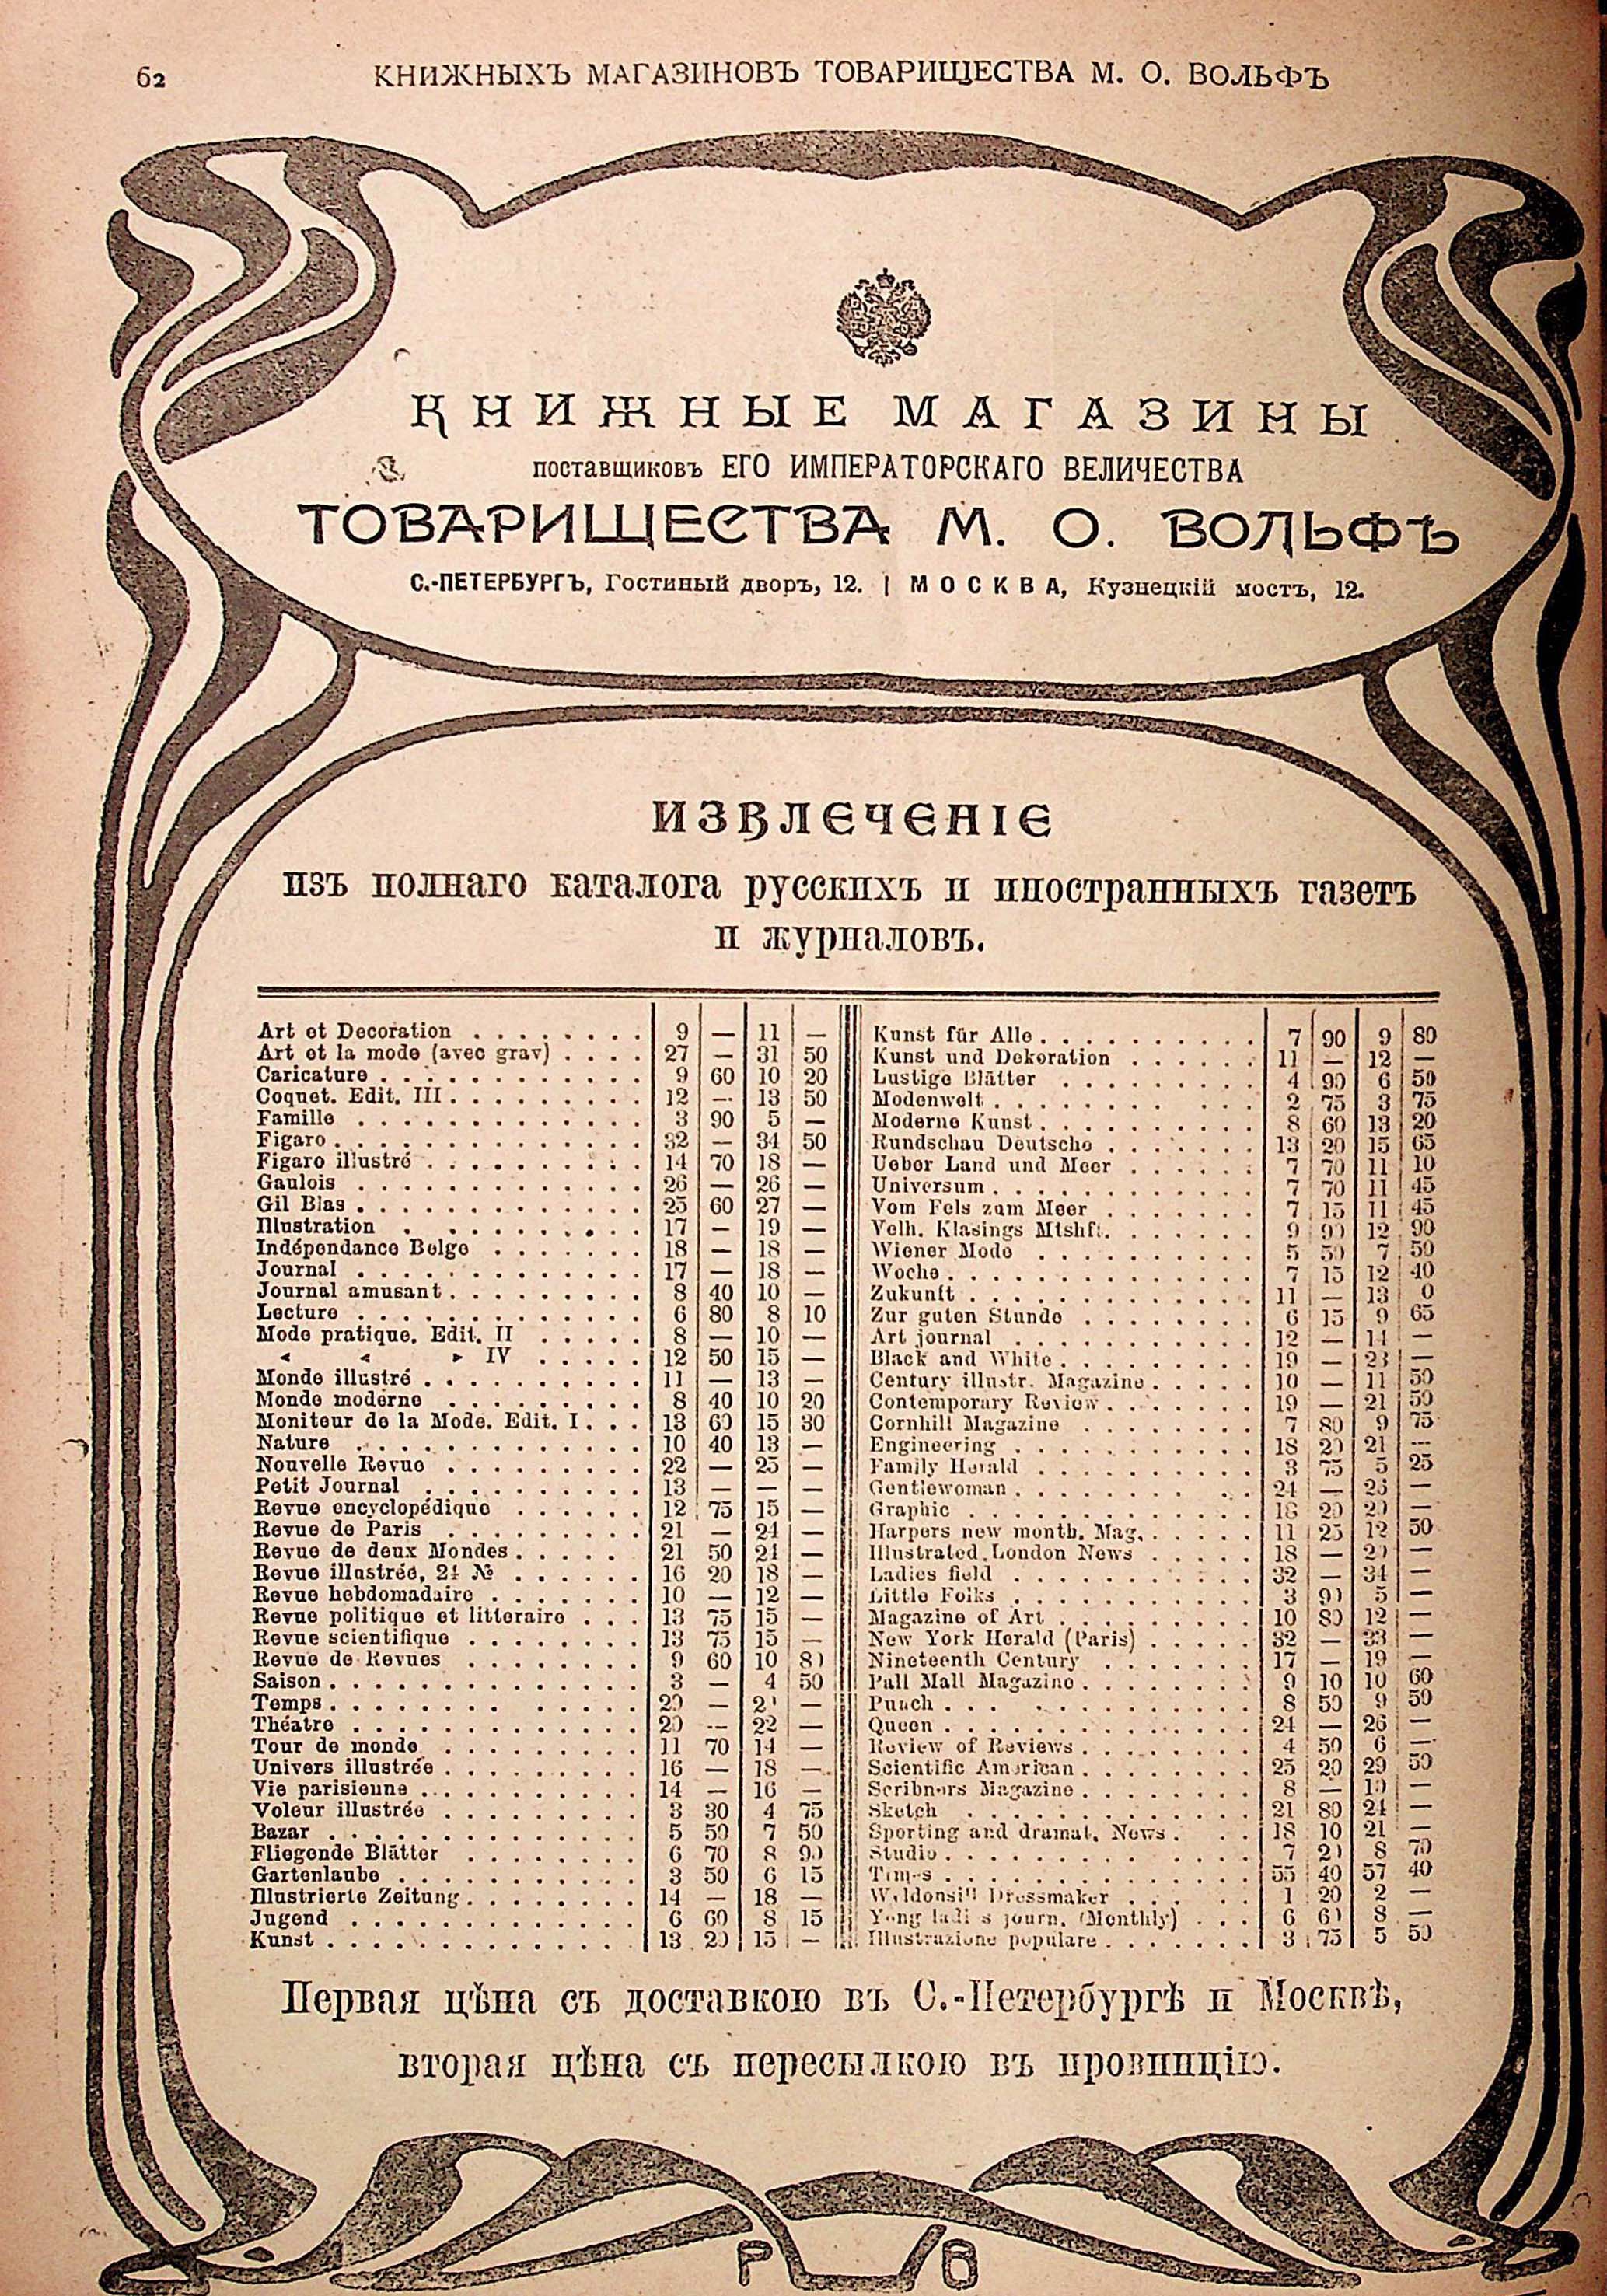 62
КНИЖНЫХЪ МАГАЗИНОВЪ ТОВАРИЩЕСТВА М. О. ВОЛЬФЪ
КНИЖНЫЕ МАГАЗИНЫ
поставщиковъ ЕГО ИМПЕРАТОРСКАГО ВЕЛИЧЕСТВА
ТОВАРИЩЕСТВА М. О. ВОЛЬФЪ
С.-ПЕТЕРБУРГЪ, Гостиный дворъ, 12. | МОСКВА, Кузнецкій мостъ, 12.
ИЗВЛЕЧЕНІЕ
изъ полнаго каталога русскихъ и иностранныхъ газетъ
и журналовъ.
Art et Decoration 9 — 11 —
Art et la mode (avec grav) 27 — 31 50
Caricature 9 60 10 20
Coquet. Edit. III 12 — 13 50
Famille 3 90 5 —
Figaro 32 — 34 50
Figaro illustré 14 70 18 —
Gaulois 26 — 26 —
Gil Blas 25 60 27 —
Illustration 17 — 19 —
Indépendance Belge 18 — 18 —
Journal 17 — 18 —
Journal amusant 8 40 10 —
Lecture 6 80 8 10
Mode pratique. Edit. II 8 — 10 —
IV 12 50 15 —
Monde illustré 11 — 13 —
Monde moderne 8 40 10 20
Moniteur de la Mode. Edit. I 13 60 15 30
Nature 10 40 13 —
Nouvelle Revue 22 — 25 —
Petit Journal 13 — — —
Revue encyclopédique 12 75 15 —
Revue de Paris 21 — 24 —
Revue de deux Mondes 21 50 24 —
Revue illustrée, 24 № 16 20 18 —
Revue hebdomadaire 10 — 12 —
Revue politique et litteraire 13 75 15 —
Revue scientifique 13 75 15 —
Revue de Revues 9 60 10 80
Saison 3 — 4 50
Temps 20 —
Théatre 20 — 22 —
Tour de monde 11 70 14 —
Univers illustrée 16 — 18 —
Vie parisienne 14 — 16 —
Voleur illustrée 3 30 4 75
Bazar 5 50 7 50
Fliegende Blätter 6 70 8 90
Gartenlaube 3 50 6 15
Illustrierte Zeitung 14 — 18 —
Jugend 6 60 8 15
Kunst 13 20 15 —
Kunst für Alle 7 90 9 80
Kunst und Dekoration 11 — 12 —
Lustige Blätter 4 90 6 50
Modenwelt 2 75 3 75
Moderne Kunst 8 60 13 20
Rundschau Deutsche 13 20 15 65
Ueber Land und Meer 7 70 11 10
Universum 7 70 11 45
Vom Fels zum Meer 7 15 11 45
Velh. Klasings Mtshft. 9 90 12 90
Wiener Mode 5 50 7 50
Woche 7 15 12 40
Zukunft 11 — 13 0
Zur guten Stunde 6 15 9 65
Art journal 12 — 14 —
Black and White 19 — 23 —
Century illustr. Magazine 10 — 11 50
Contemporary Review 19 — 21 50
Cornhill Magazine 7 80 9 75
Engineering 18 20 21 —
Family Herald 3 75 5 25
Gentlewoman 24 — 26 —
Graphic 18 20 20 —
Harpers new month. Mag. 11 25 12 50
Illustrated London News 18 — 20 —
Ladies field 32 — 34 —
Little Folks 3 90 5 —
Magazine of Art 10 80 12 —
New York Herald (Paris) 32 — 33 —
Nineteenth Century 17 — 19 —
Pall Mall Magazine 9 10 10 60
Punch 8 50 9 50
Queen 24 — 26 —
Review of Reviews 4 50 6 —
Scientific American 25 20 29 50
Scribners Magazine 8 — 10 —
Sketch 21 80 24 —
Sporting and dramat. News 18 10 21 —
Studio 7 20 8 70
Times 55 40 57 40
Dressmaker 1 20 2 —
journ. (Monthly) 6 60 8 —
Illustrazione populare 3 75 5 50
Первая цѣна съ доставкою въ С.-Петербургѣ и Москвѣ,
вторая цѣна съ пересылкою въ провинцію.
Р В